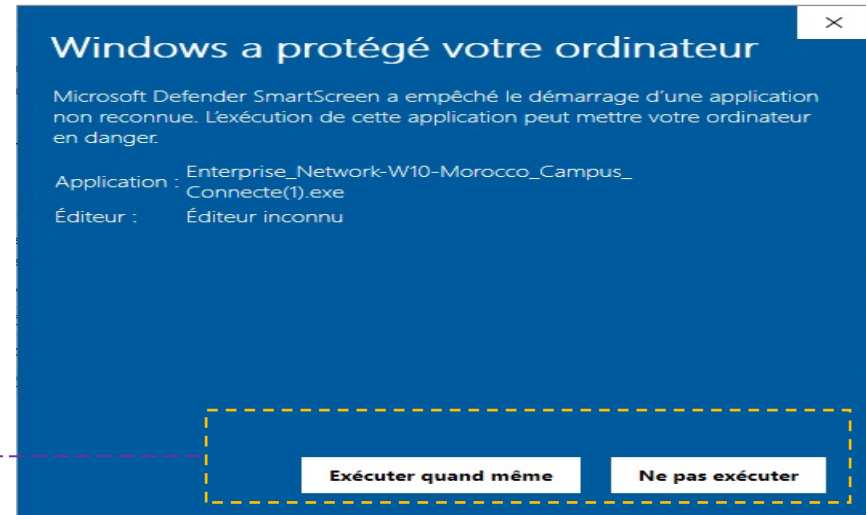 Windows a protégé votre ordinateur
Microsoft Defender SmartScreen a empêché le démarrage d'une application
non reconnue. L'exécution de cette application peut mettre votre ordinateur
en danger.
Application : Enterprise_Network-W10-Morocco_Campus_
Connecte(1).exe
Éditeur : Éditeur inconnu
Exécuter quand même Ne pas exécuter